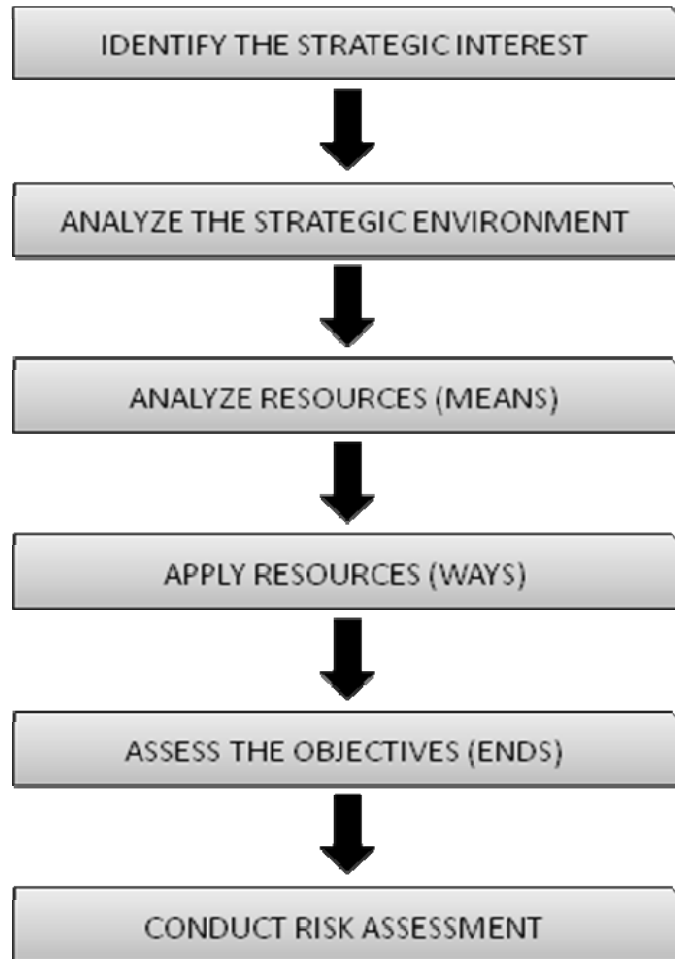 IDENTIFY THE STRATEGIC INTEREST
ANALYZE THE STRATEGIC ENVIRONMENT
ANALYZE RESOURCES (MEANS)
APPLY RESOURCES (WAYS)
ASSESS THE OBJECTIVES (ENDS)
CONDUCT RISK ASSESSMENT